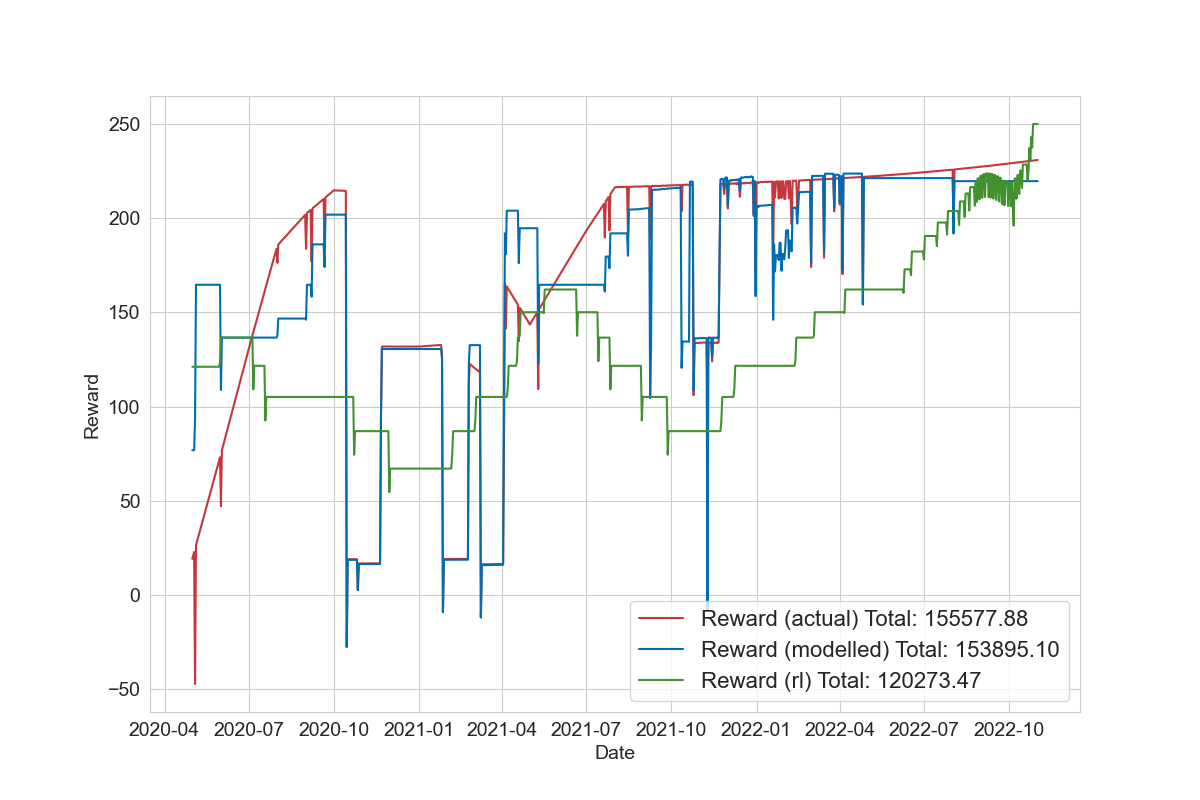 250
200
150
100
50
0
−50
Reward
2020-04 2020-07 2020-10 2021-01 2021-04 2021-07 2021-10 2022-01 2022-04 2022-07 2022-10
Date
Reward (actual) Total: 155577.88
Reward (modelled) Total: 153895.10
Reward (rl) Total: 120273.47